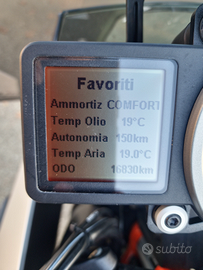 Favoriti
Ammortiz COMFORT
Temp Olio 19°C
Autonomia 150km
Temp Aria 19.0°C
ODO 16830km
subito